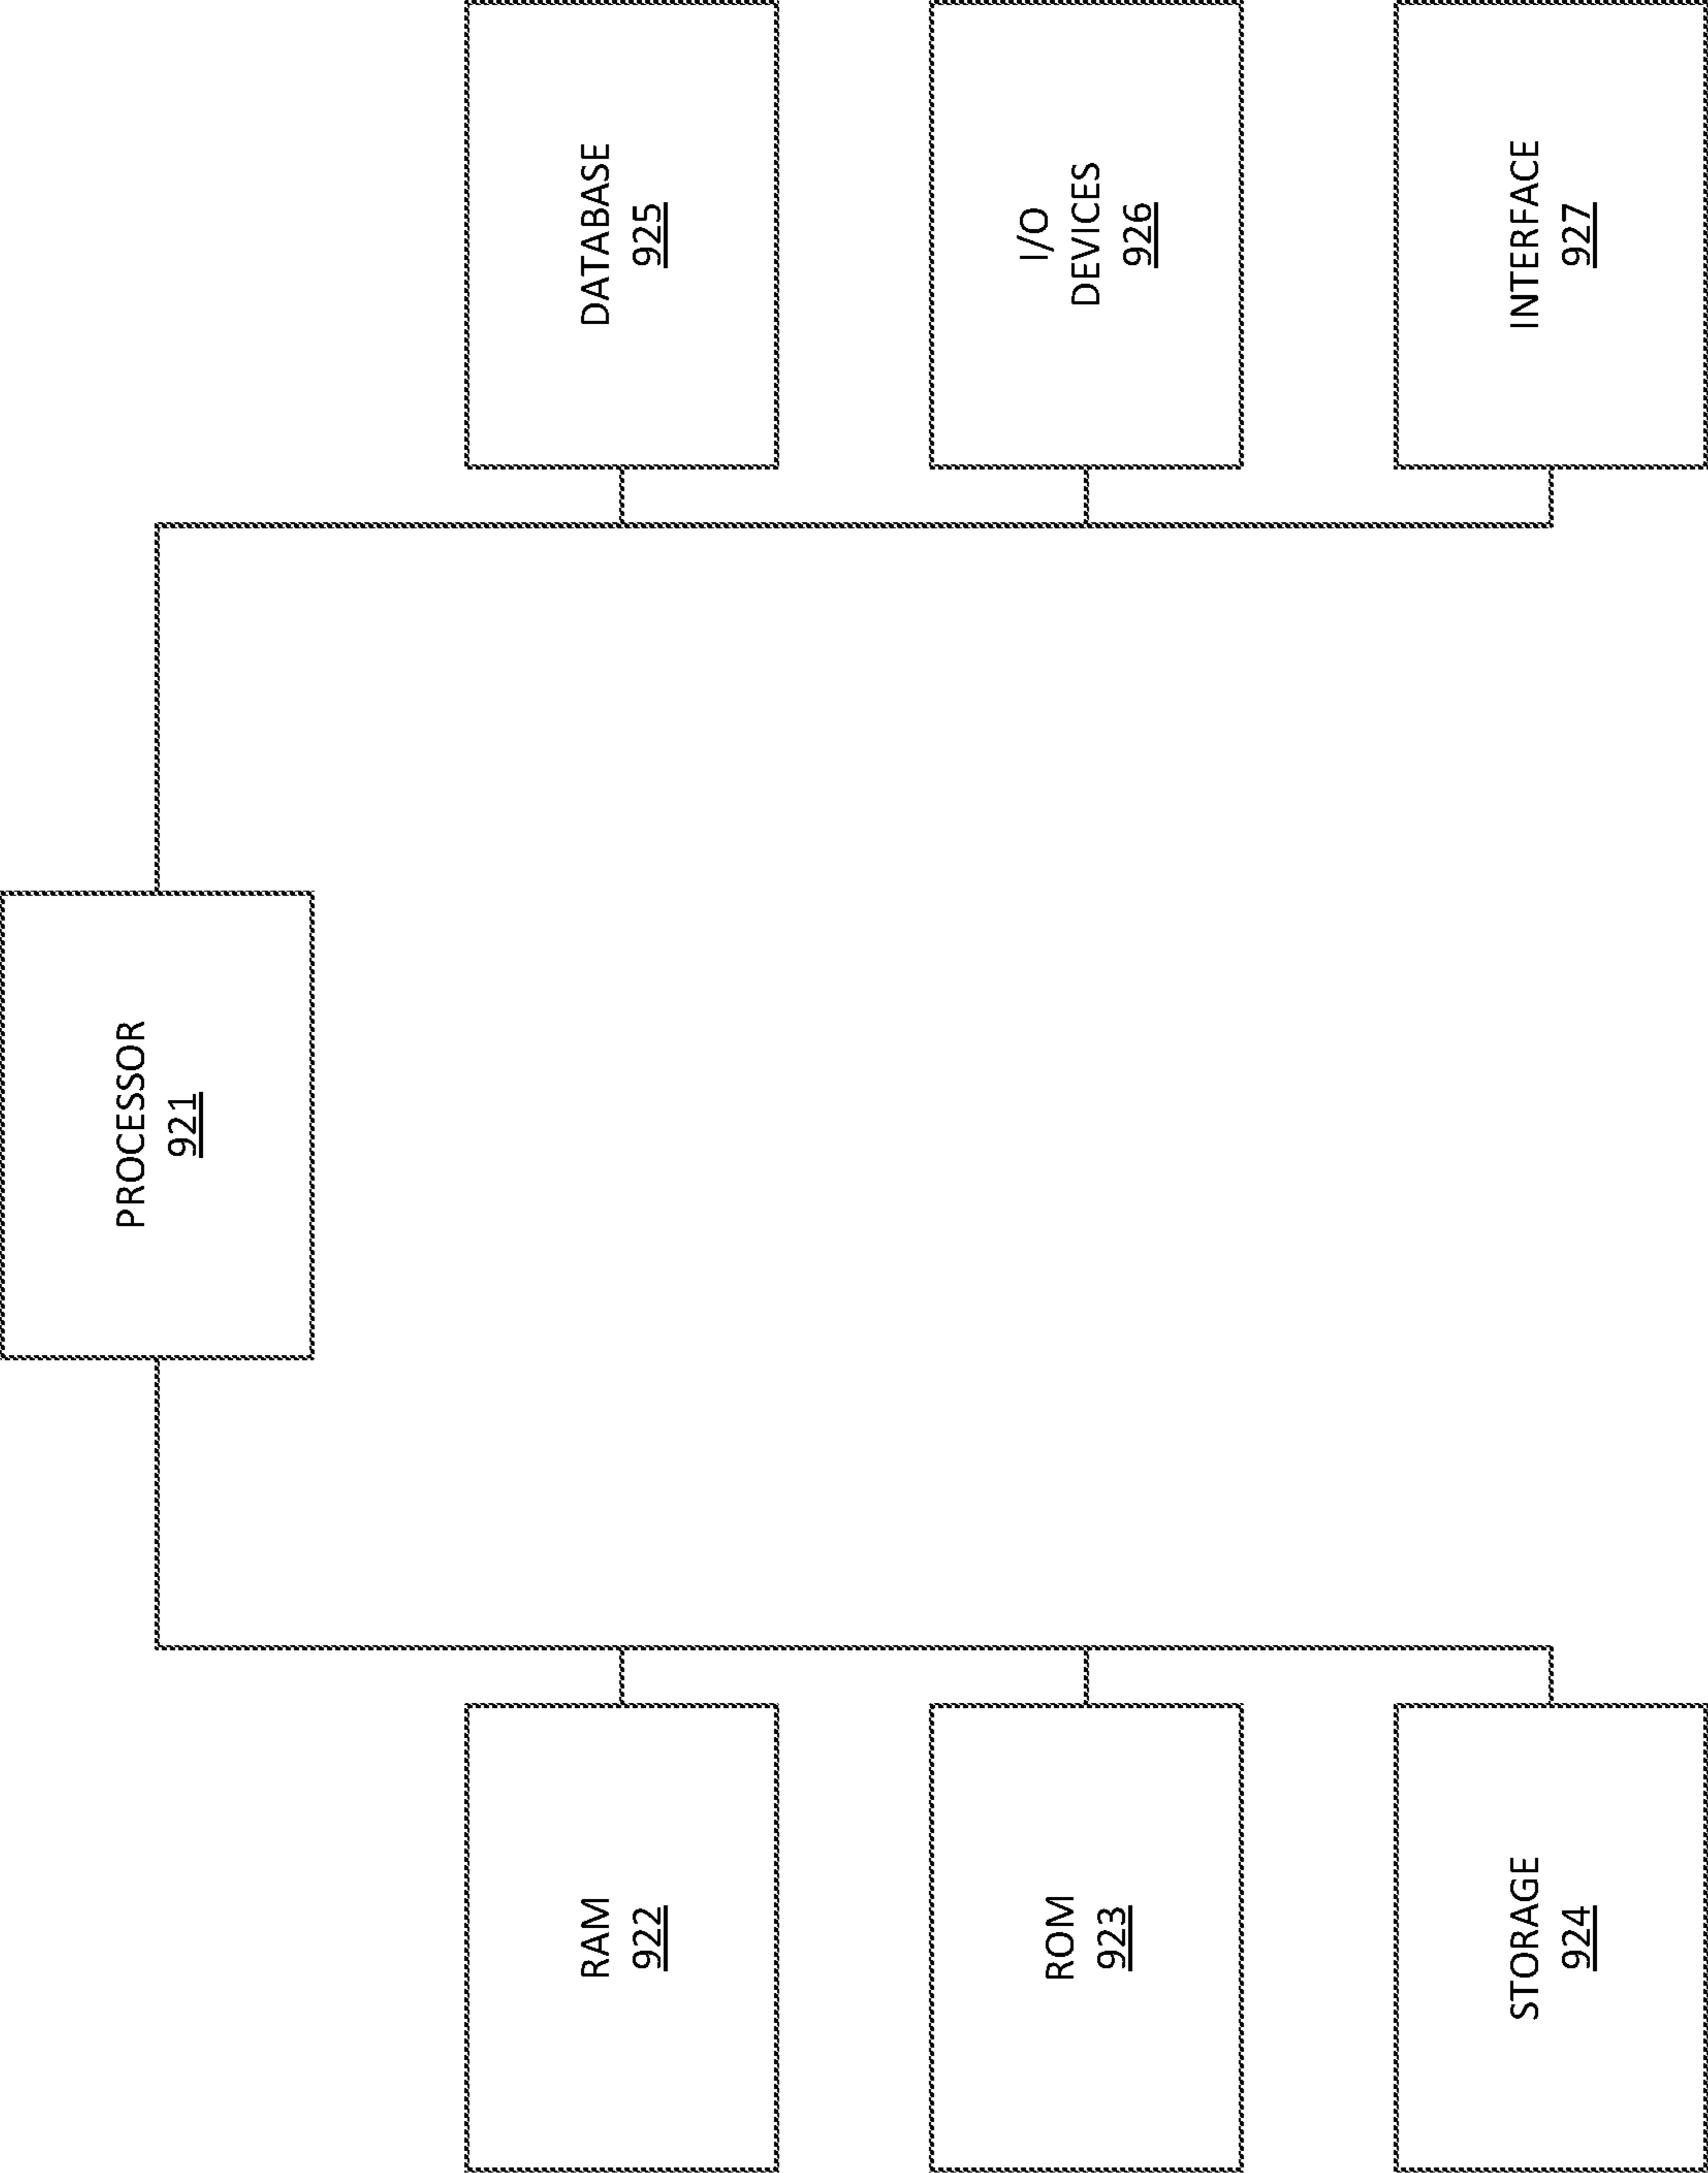 PROCESSOR
921
RAM
922
DATABASE
925
ROM
923
I/O
DEVICES
926
STORAGE
924
INTERFACE
927